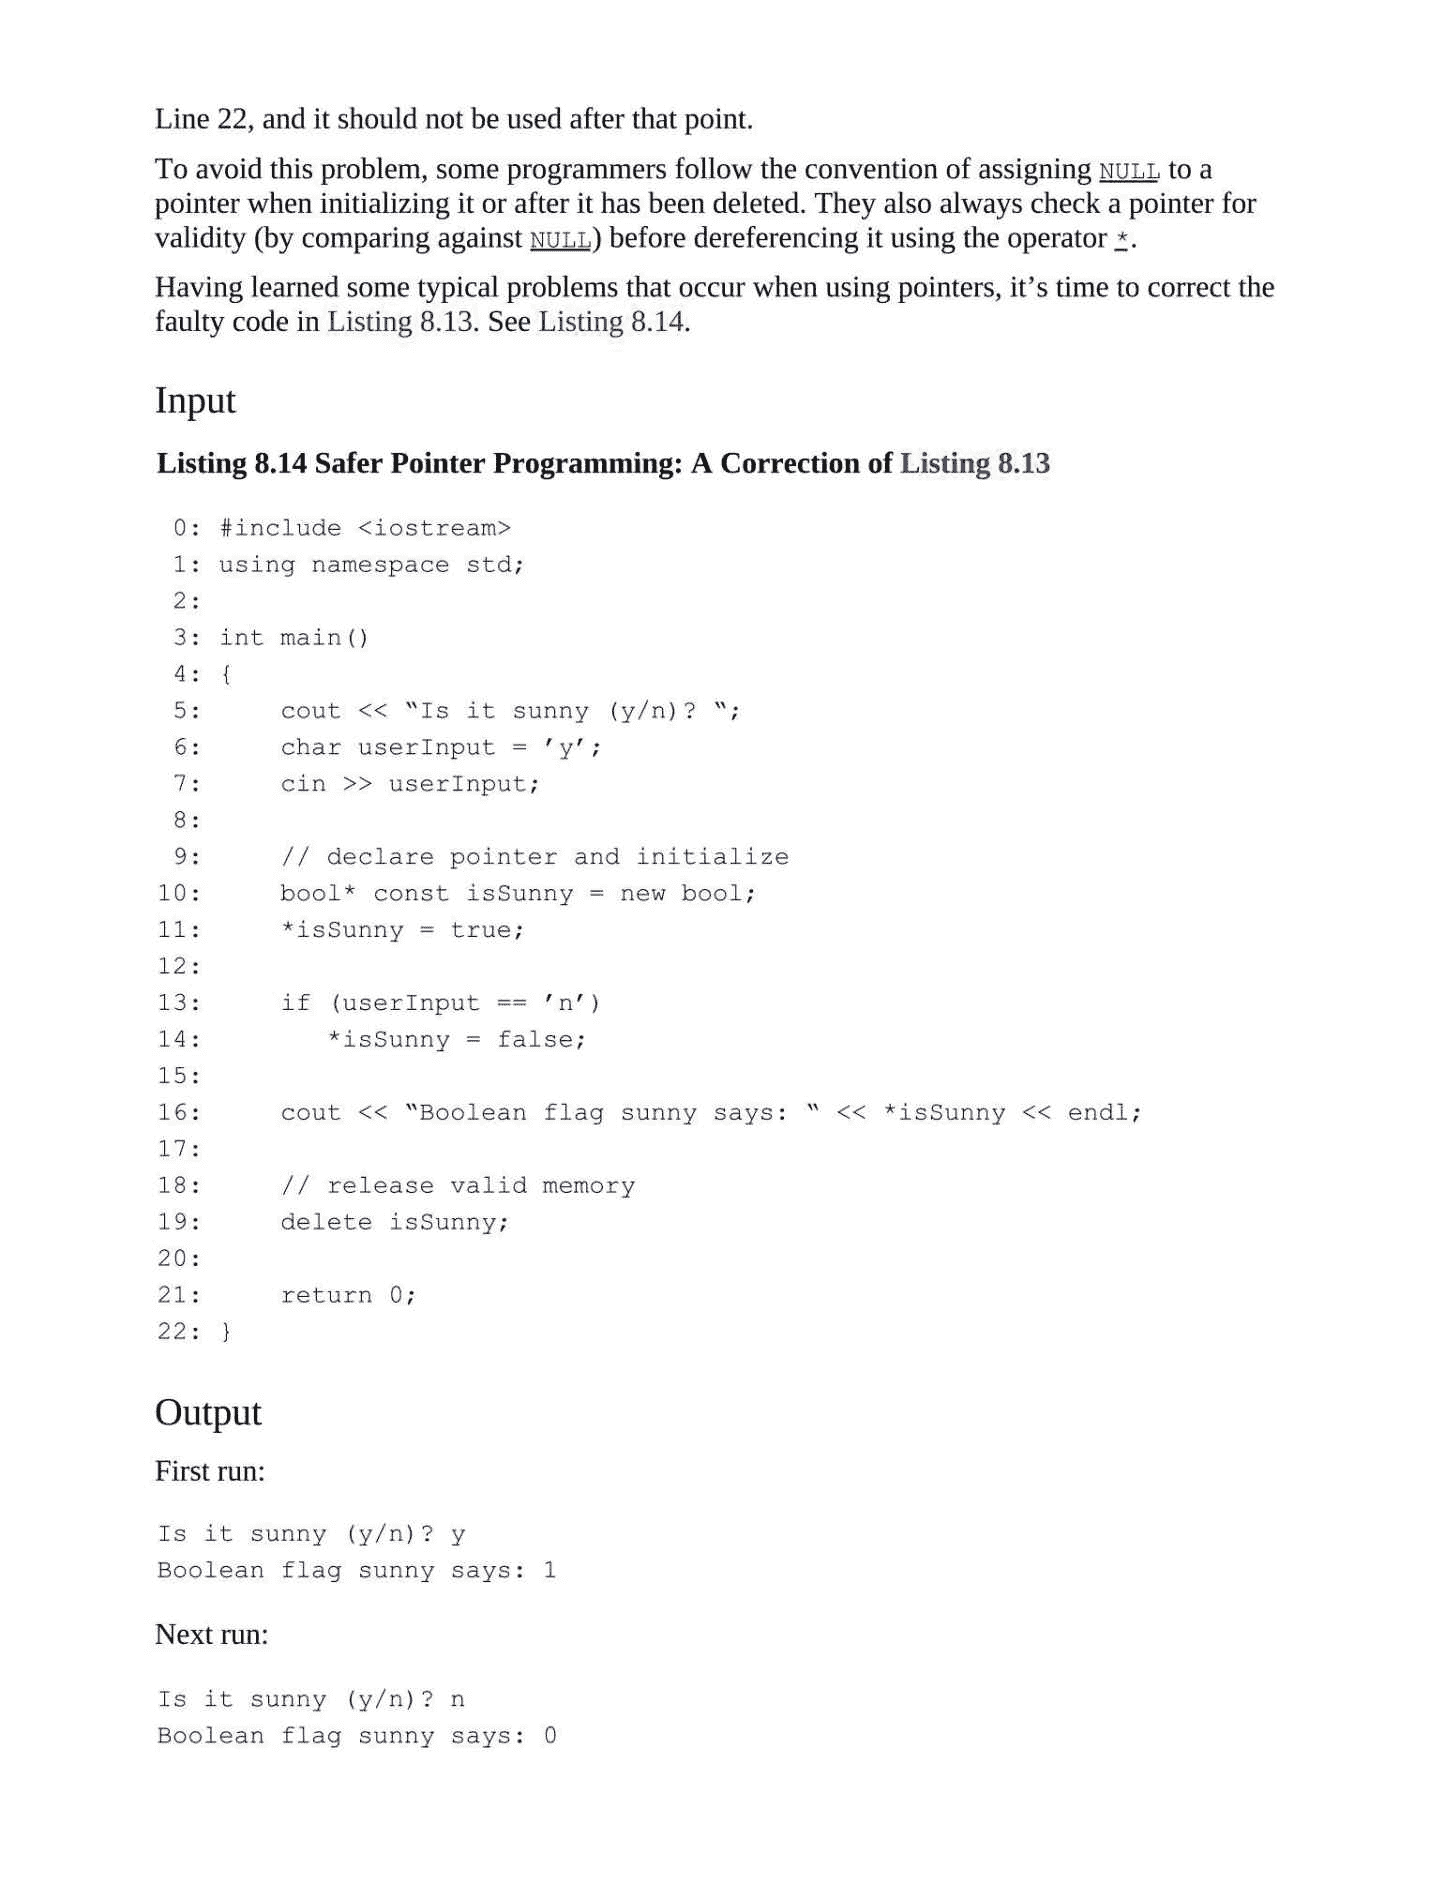 Line 22, and it should not be used after that point.
To avoid this problem, some programmers follow the convention of assigning NULL to a
pointer when initializing it or after it has been deleted. They also always check a pointer for
validity (by comparing against NULL) before dereferencing it using the operator *.
Having learned some typical problems that occur when using pointers, it’s time to correct the
faulty code in Listing 8.13. See Listing 8.14.
Input
Listing 8.14 Safer Pointer Programming: A Correction of Listing 8.13
0: #include <iostream>
1: using namespace std;
2:
3: int main()
4: {
5:     cout << “Is it sunny (y/n)? “;
6:     char userInput = ’y’;
7:     cin >> userInput;
8:
9:     // declare pointer and initialize
10:     bool* const isSunny = new bool;
11:     *isSunny = true;
12:
13:     if (userInput == ’n’)
14:        *isSunny = false;
15:
16:     cout << “Boolean flag sunny says: “ << *isSunny << endl;
17:
18:     // release valid memory
19:     delete isSunny;
20:
21:     return 0;
22: }
Output
First run:
Is it sunny (y/n)? y
Boolean flag sunny says: 1
Next run:
Is it sunny (y/n)? n
Boolean flag sunny says: 0